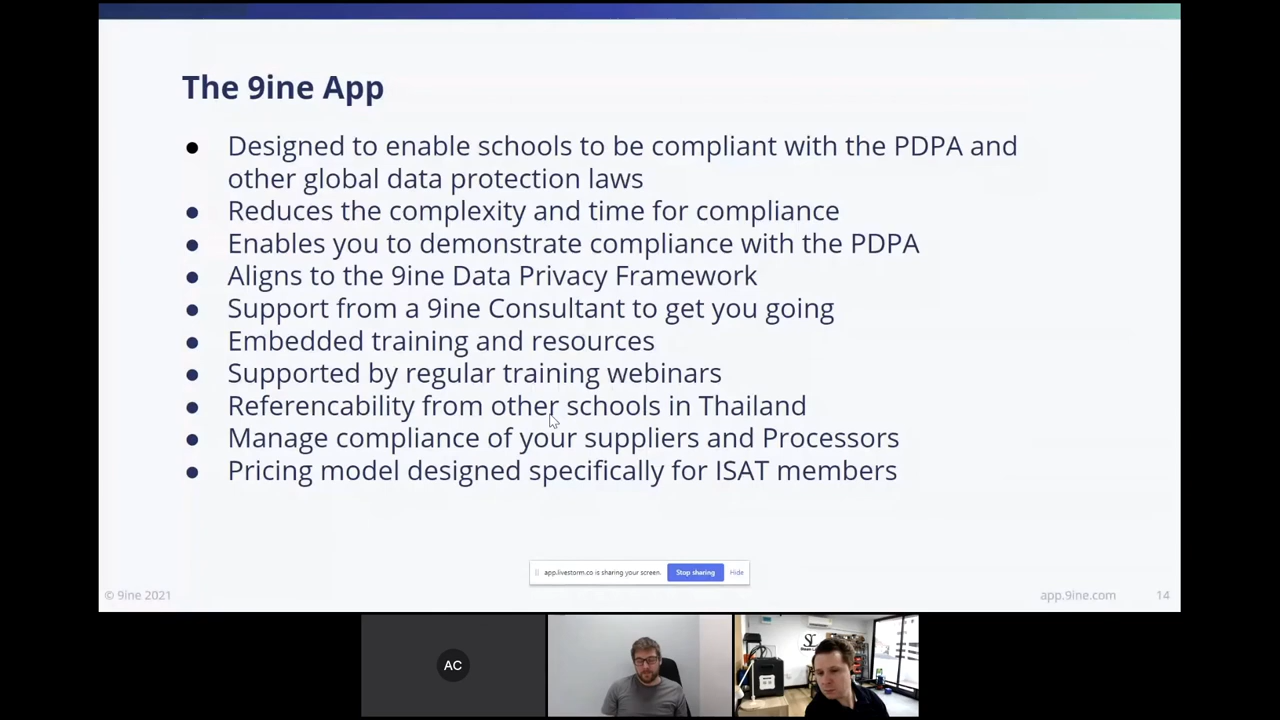 The 9ine App
● Designed to enable schools to be compliant with the PDPA and
other global data protection laws
● Reduces the complexity and time for compliance
● Enables you to demonstrate compliance with the PDPA
● Aligns to the 9ine Data Privacy Framework
● Support from a 9ine Consultant to get you going
● Embedded training and resources
● Supported by regular training webinars
● Referencability from other schools in Thailand
● Manage compliance of your suppliers and Processors
● Pricing model designed specifically for ISAT members
app.livestorm.co is sharing your screen. Stop sharing Hide
© 9ine 2021 app.9ine.com 14
AC